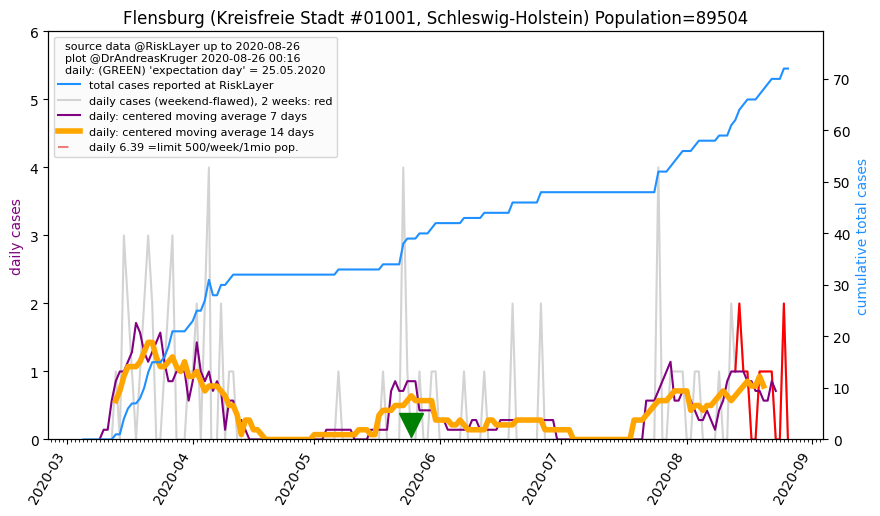 Flensburg (Kreisfreie Stadt #01001, Schleswig-Holstein) Population=89504
source data @RiskLayer up to 2020-08-26
plot @DrAndreasKruger 2020-08-26 00:16
daily: (GREEN) 'expectation day' = 25.05.2020
total cases reported at RiskLayer
daily cases (weekend-flawed), 2 weeks: red
daily: centered moving average 7 days
daily: centered moving average 14 days
daily 6.39 =limit 500/week/1mio pop.
daily cases
6
5
4
3
2
1
0
cumulative total cases
70
60
50
40
30
20
10
0
2020-03
2020-04
2020-05
2020-06
2020-07
2020-08
2020-09